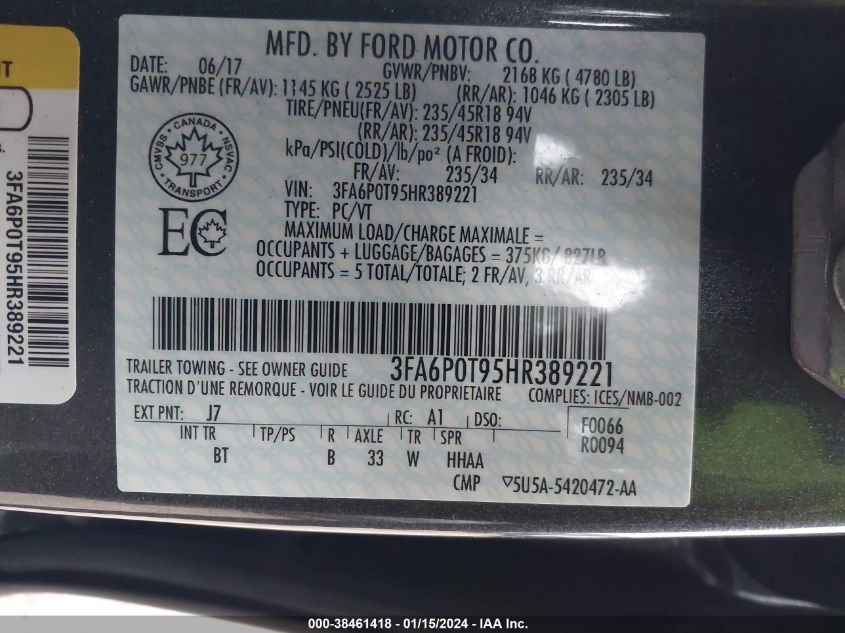 MFD. BY FORD MOTOR CO.
DATE: 06/17 GVWR/PNBV: 2168 KG ( 4780 LB)
GAWR/PNBE (FR/AV): 1145 KG ( 2525 LB) (RR/AR): 1046 KG ( 2305 LB)
TIRE/PNEU(FR/AV): 235/45R18 94V
(RR/AR): 235/45R18 94V
kPa/PSI(COLD)/lb/po² (A FROID):
FR/AV: 235/34 RR/AR: 235/34
VIN: 3FA6P0T95HR389221
TYPE: PC/VT
MAXIMUM LOAD/CHARGE MAXIMALE =
OCCUPANTS + LUGGAGE/BAGAGES = 375KG/ 827LB
OCCUPANTS = 5 TOTAL/TOTALE; 2 FR/AV, 3 RR/AR
CANADA
CMVSS 977 NSVAC
TRANSPORT
EC
3FA6P0T95HR389221
TRAILER TOWING - SEE OWNER GUIDE
TRACTION D'UNE REMORQUE - VOIR LE GUIDE DU PROPRIETAIRE
COMPLIES: ICES/NMB-002
EXT PNT: J7 RC: A1 DSO: F0066
R0094
INT TR TP/PS R AXLE TR SPR
BT B 33 W HHAA
CMP ▽5U5A-5420472-AA
3FA6P0T95HR389221
000-38461418 - 01/15/2024 - IAA Inc.